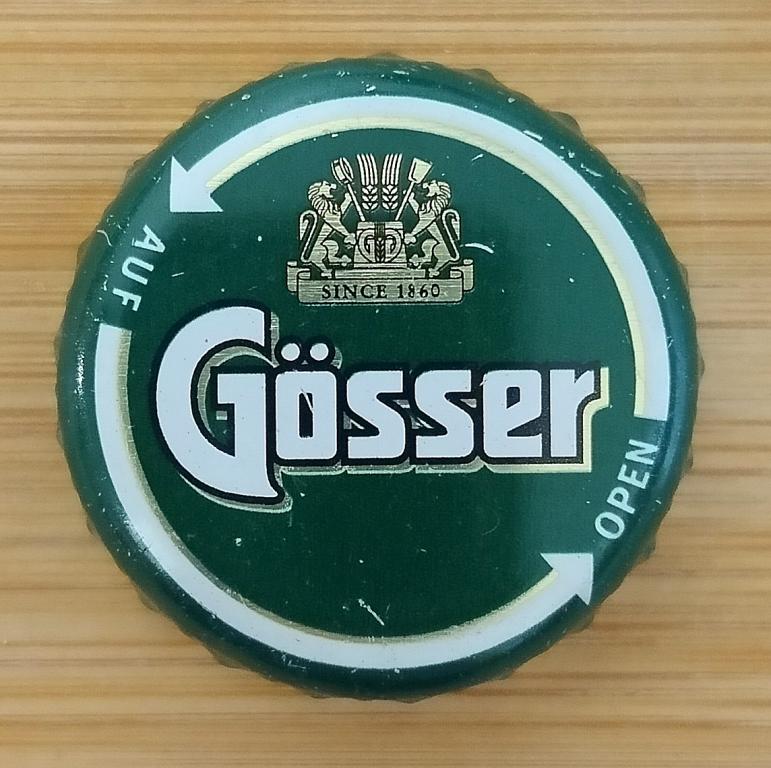 SINCE 1860
Gösser
AUF
OPEN